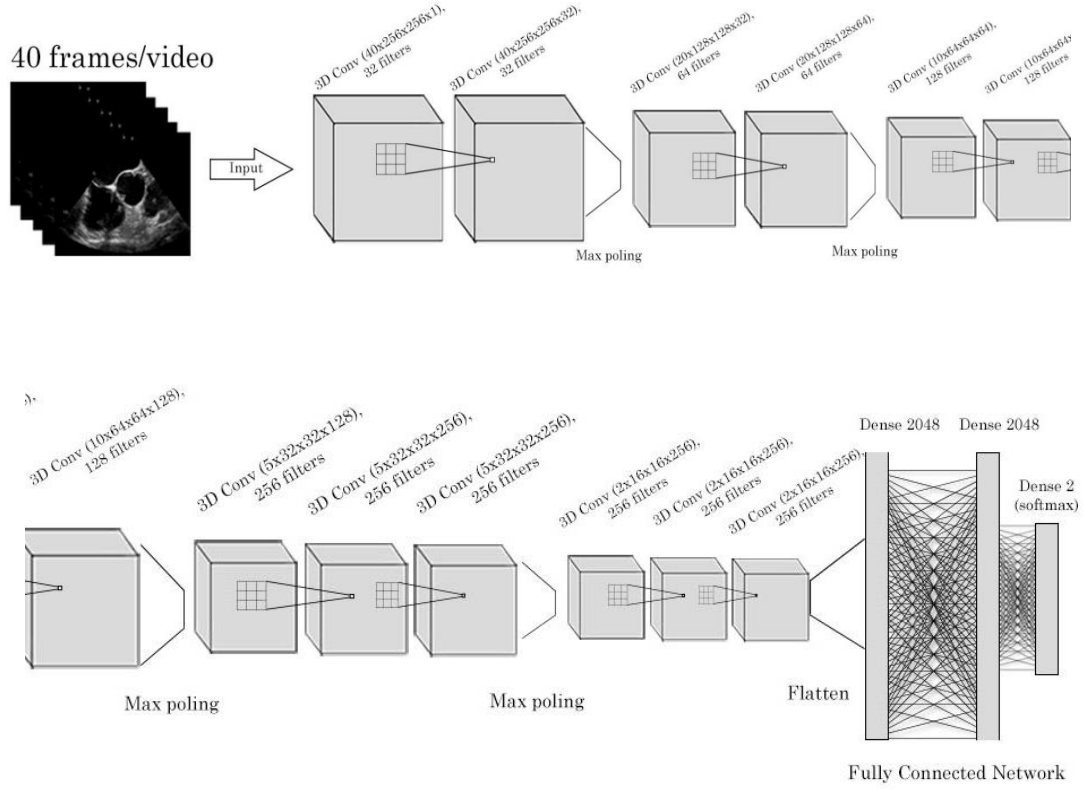 40 frames/video
Input
3D Conv (40x256x256x1),
32 filters
3D Conv (40x256x256x32),
32 filters
Max poling
3D Conv (20x128x128x32),
64 filters
3D Conv (20x128x128x64),
64 filters
Max poling
3D Conv (10x64x64x64),
128 filters
3D Conv (10x64x64x
128 filters
),
3D Conv (10x64x64x128),
128 filters
Max poling
3D Conv (5x32x32x128),
256 filters
3D Conv (5x32x32x256),
256 filters
3D Conv (5x32x32x256),
256 filters
Max poling
3D Conv (2x16x16x256),
256 filters
3D Conv (2x16x16x256),
256 filters
3D Conv (2x16x16x256),
256 filters
Flatten
Dense 2048
Dense 2048
Dense 2
(softmax)
Fully Connected Network